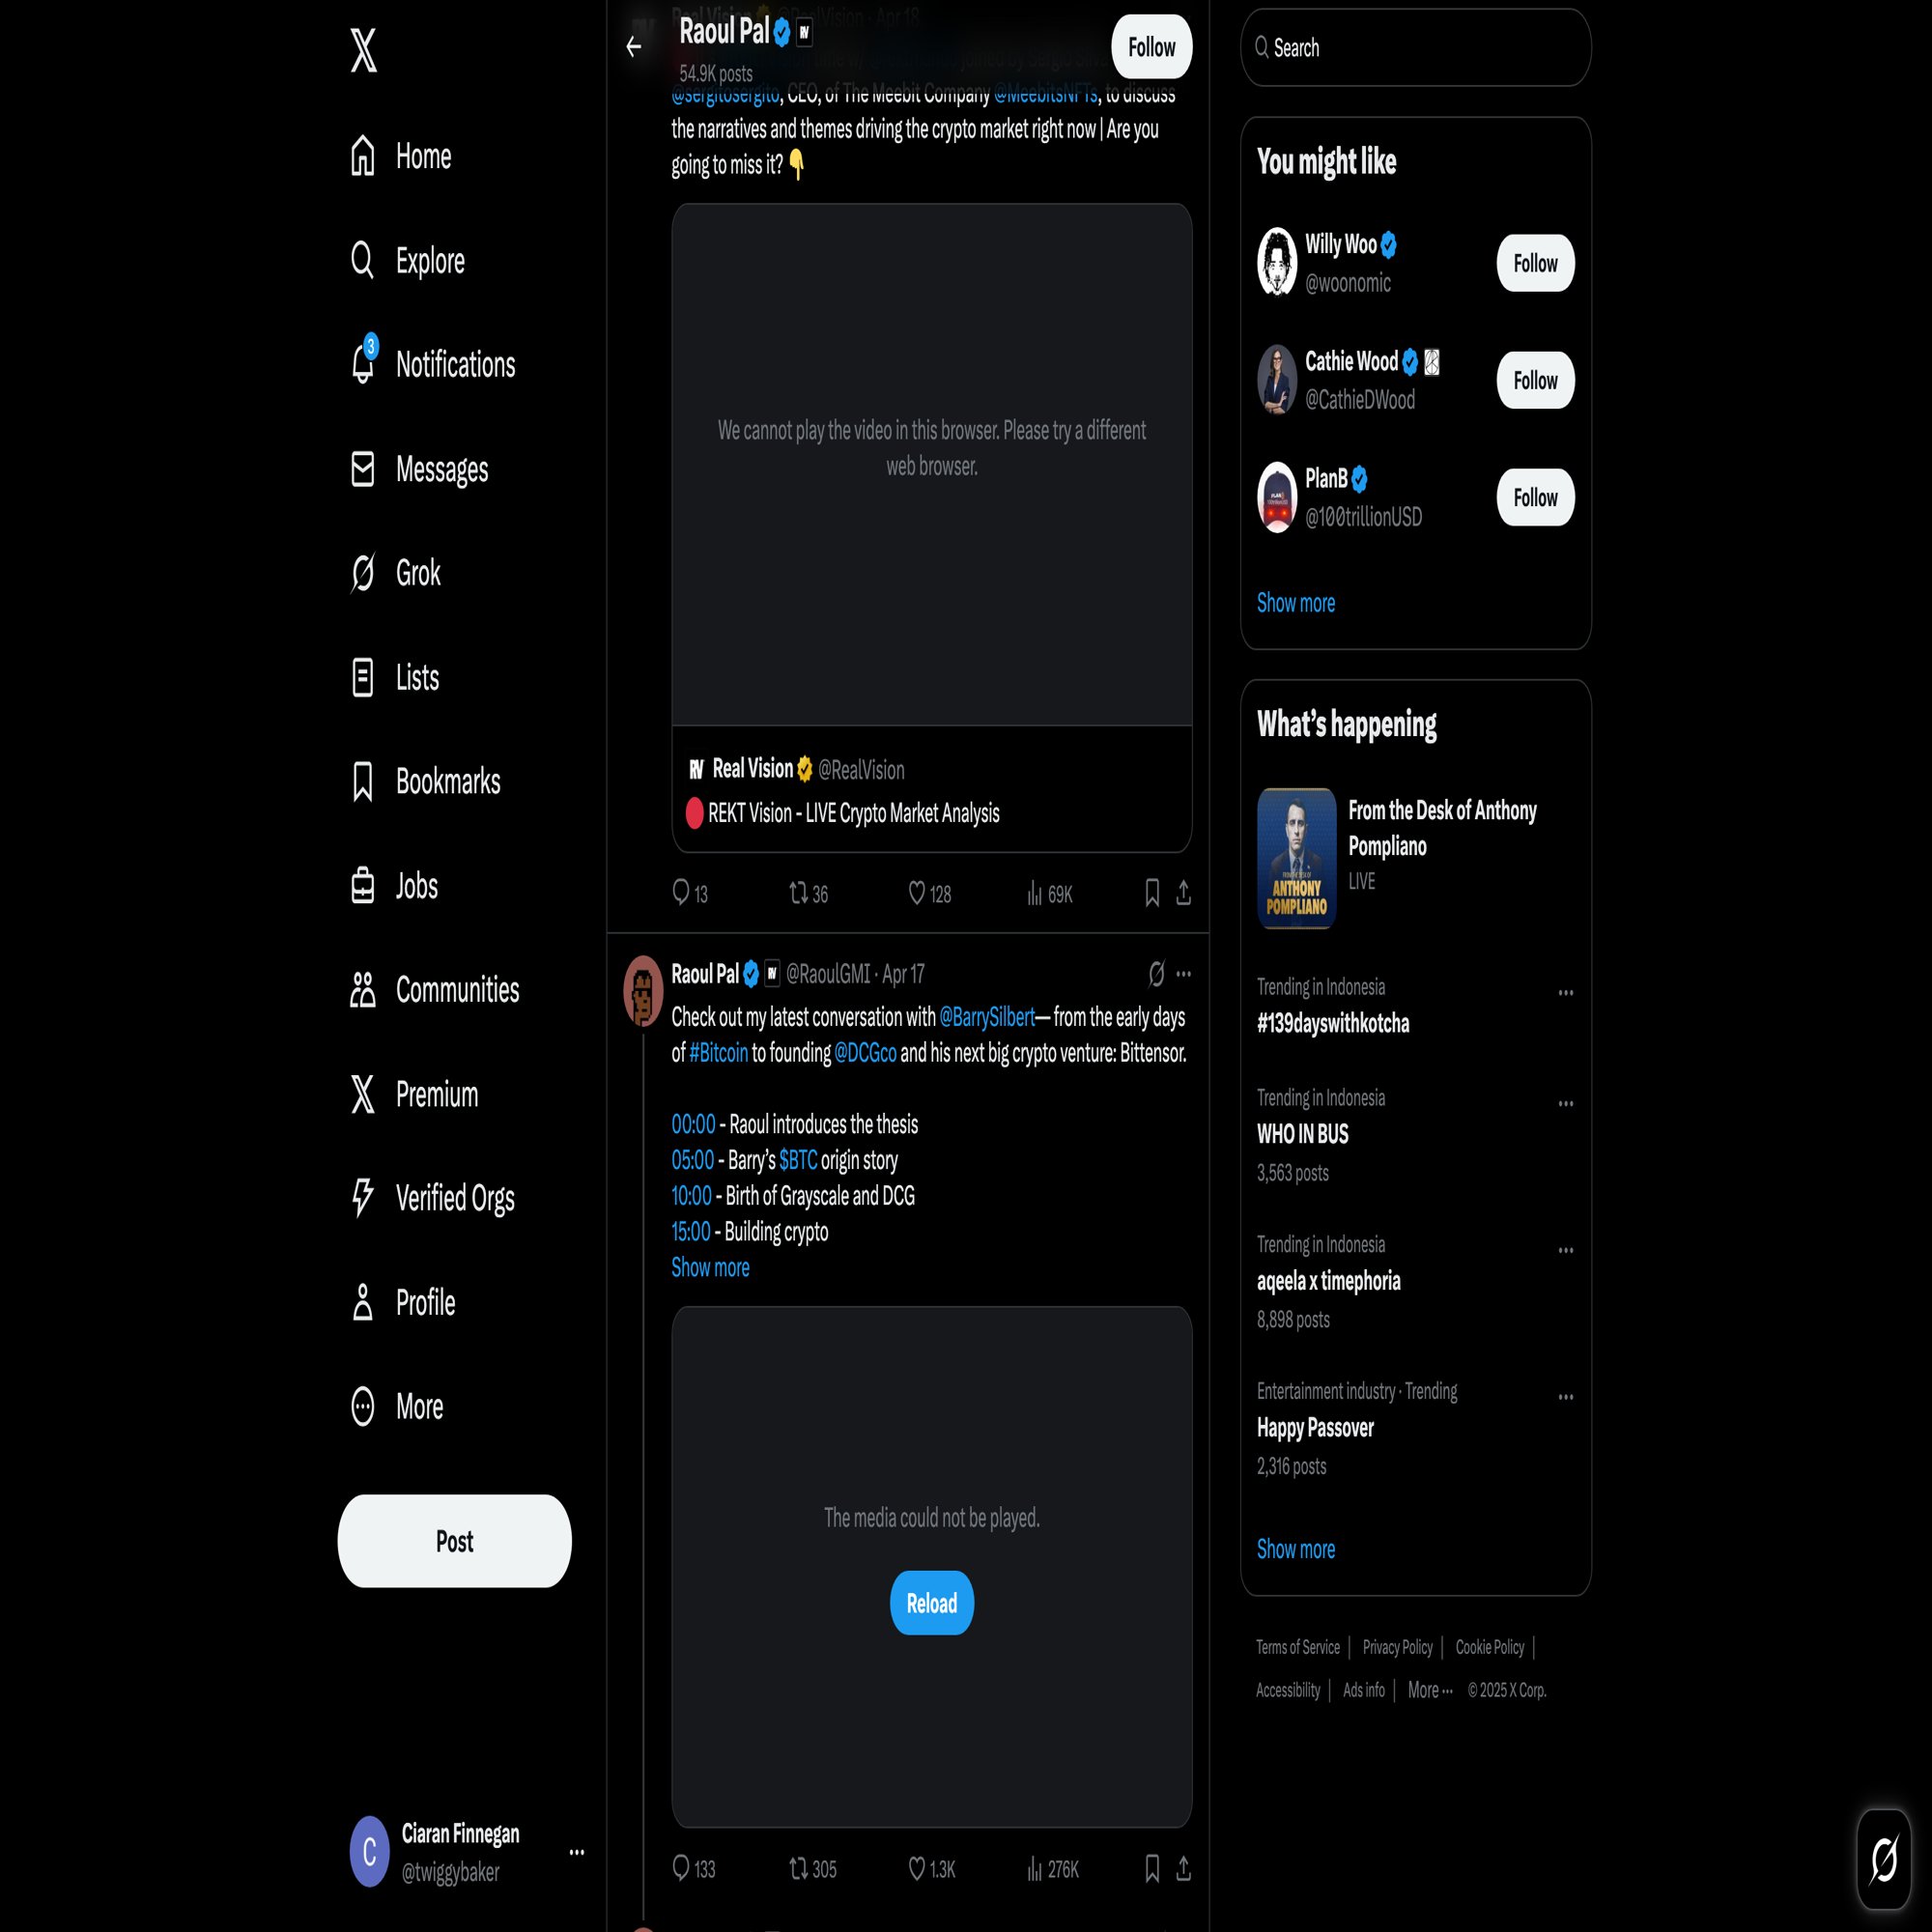 Home
Explore
3
Notifications
Messages
Grok
Lists
Bookmarks
Jobs
Communities
Premium
Verified Orgs
Profile
More
Post
C
Ciaran Finnegan
@twiggybaker
Real Vision @RealVision · Apr 18
Raoul Pal RV
54.9K posts
Follow
@sergitosergito, CEO, of The Meebit Company @MeebitsNFTs, to discuss
the narratives and themes driving the crypto market right now | Are you
going to miss it? 👇
We cannot play the video in this browser. Please try a different
web browser.
RV Real Vision @RealVision
🔴 REKT Vision - LIVE Crypto Market Analysis
13 36 128 69K
Raoul Pal RV @RaoulGMI · Apr 17
Check out my latest conversation with @BarrySilbert— from the early days
of #Bitcoin to founding @DCGco and his next big crypto venture: Bittensor.
00:00 - Raoul introduces the thesis
05:00 - Barry’s $BTC origin story
10:00 - Birth of Grayscale and DCG
15:00 - Building crypto
Show more
The media could not be played.
Reload
133 305 1.3K 276K
Search
You might like
Willy Woo
@woonomic
Follow
Cathie Wood
@CathieDWood
Follow
PlanB
@100trillionUSD
Follow
Show more
What’s happening
ANTHONY
POMPLIANO
From the Desk of Anthony
Pompliano
LIVE
Trending in Indonesia
#139dayswithkotcha
Trending in Indonesia
WHO IN BUS
3,563 posts
Trending in Indonesia
aqeela x timephoria
8,898 posts
Entertainment industry · Trending
Happy Passover
2,316 posts
Show more
Terms of Service | Privacy Policy | Cookie Policy |
Accessibility | Ads info | More ··· © 2025 X Corp.